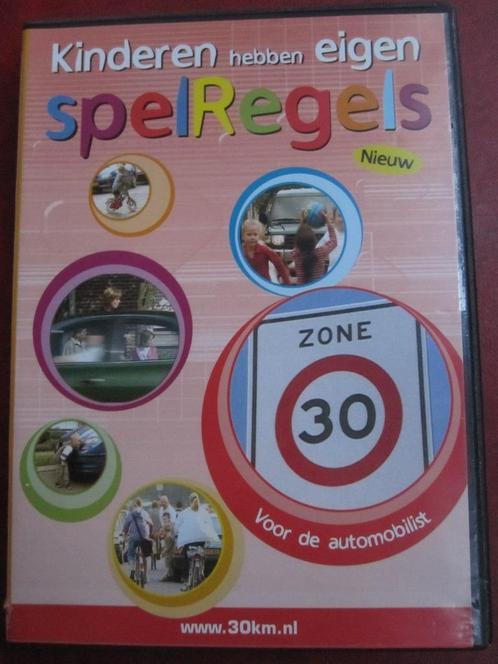 Kinderen hebben eigen
spelRegels
Nieuw
ZONE
30
Voor de automobilist
www.30km.nl